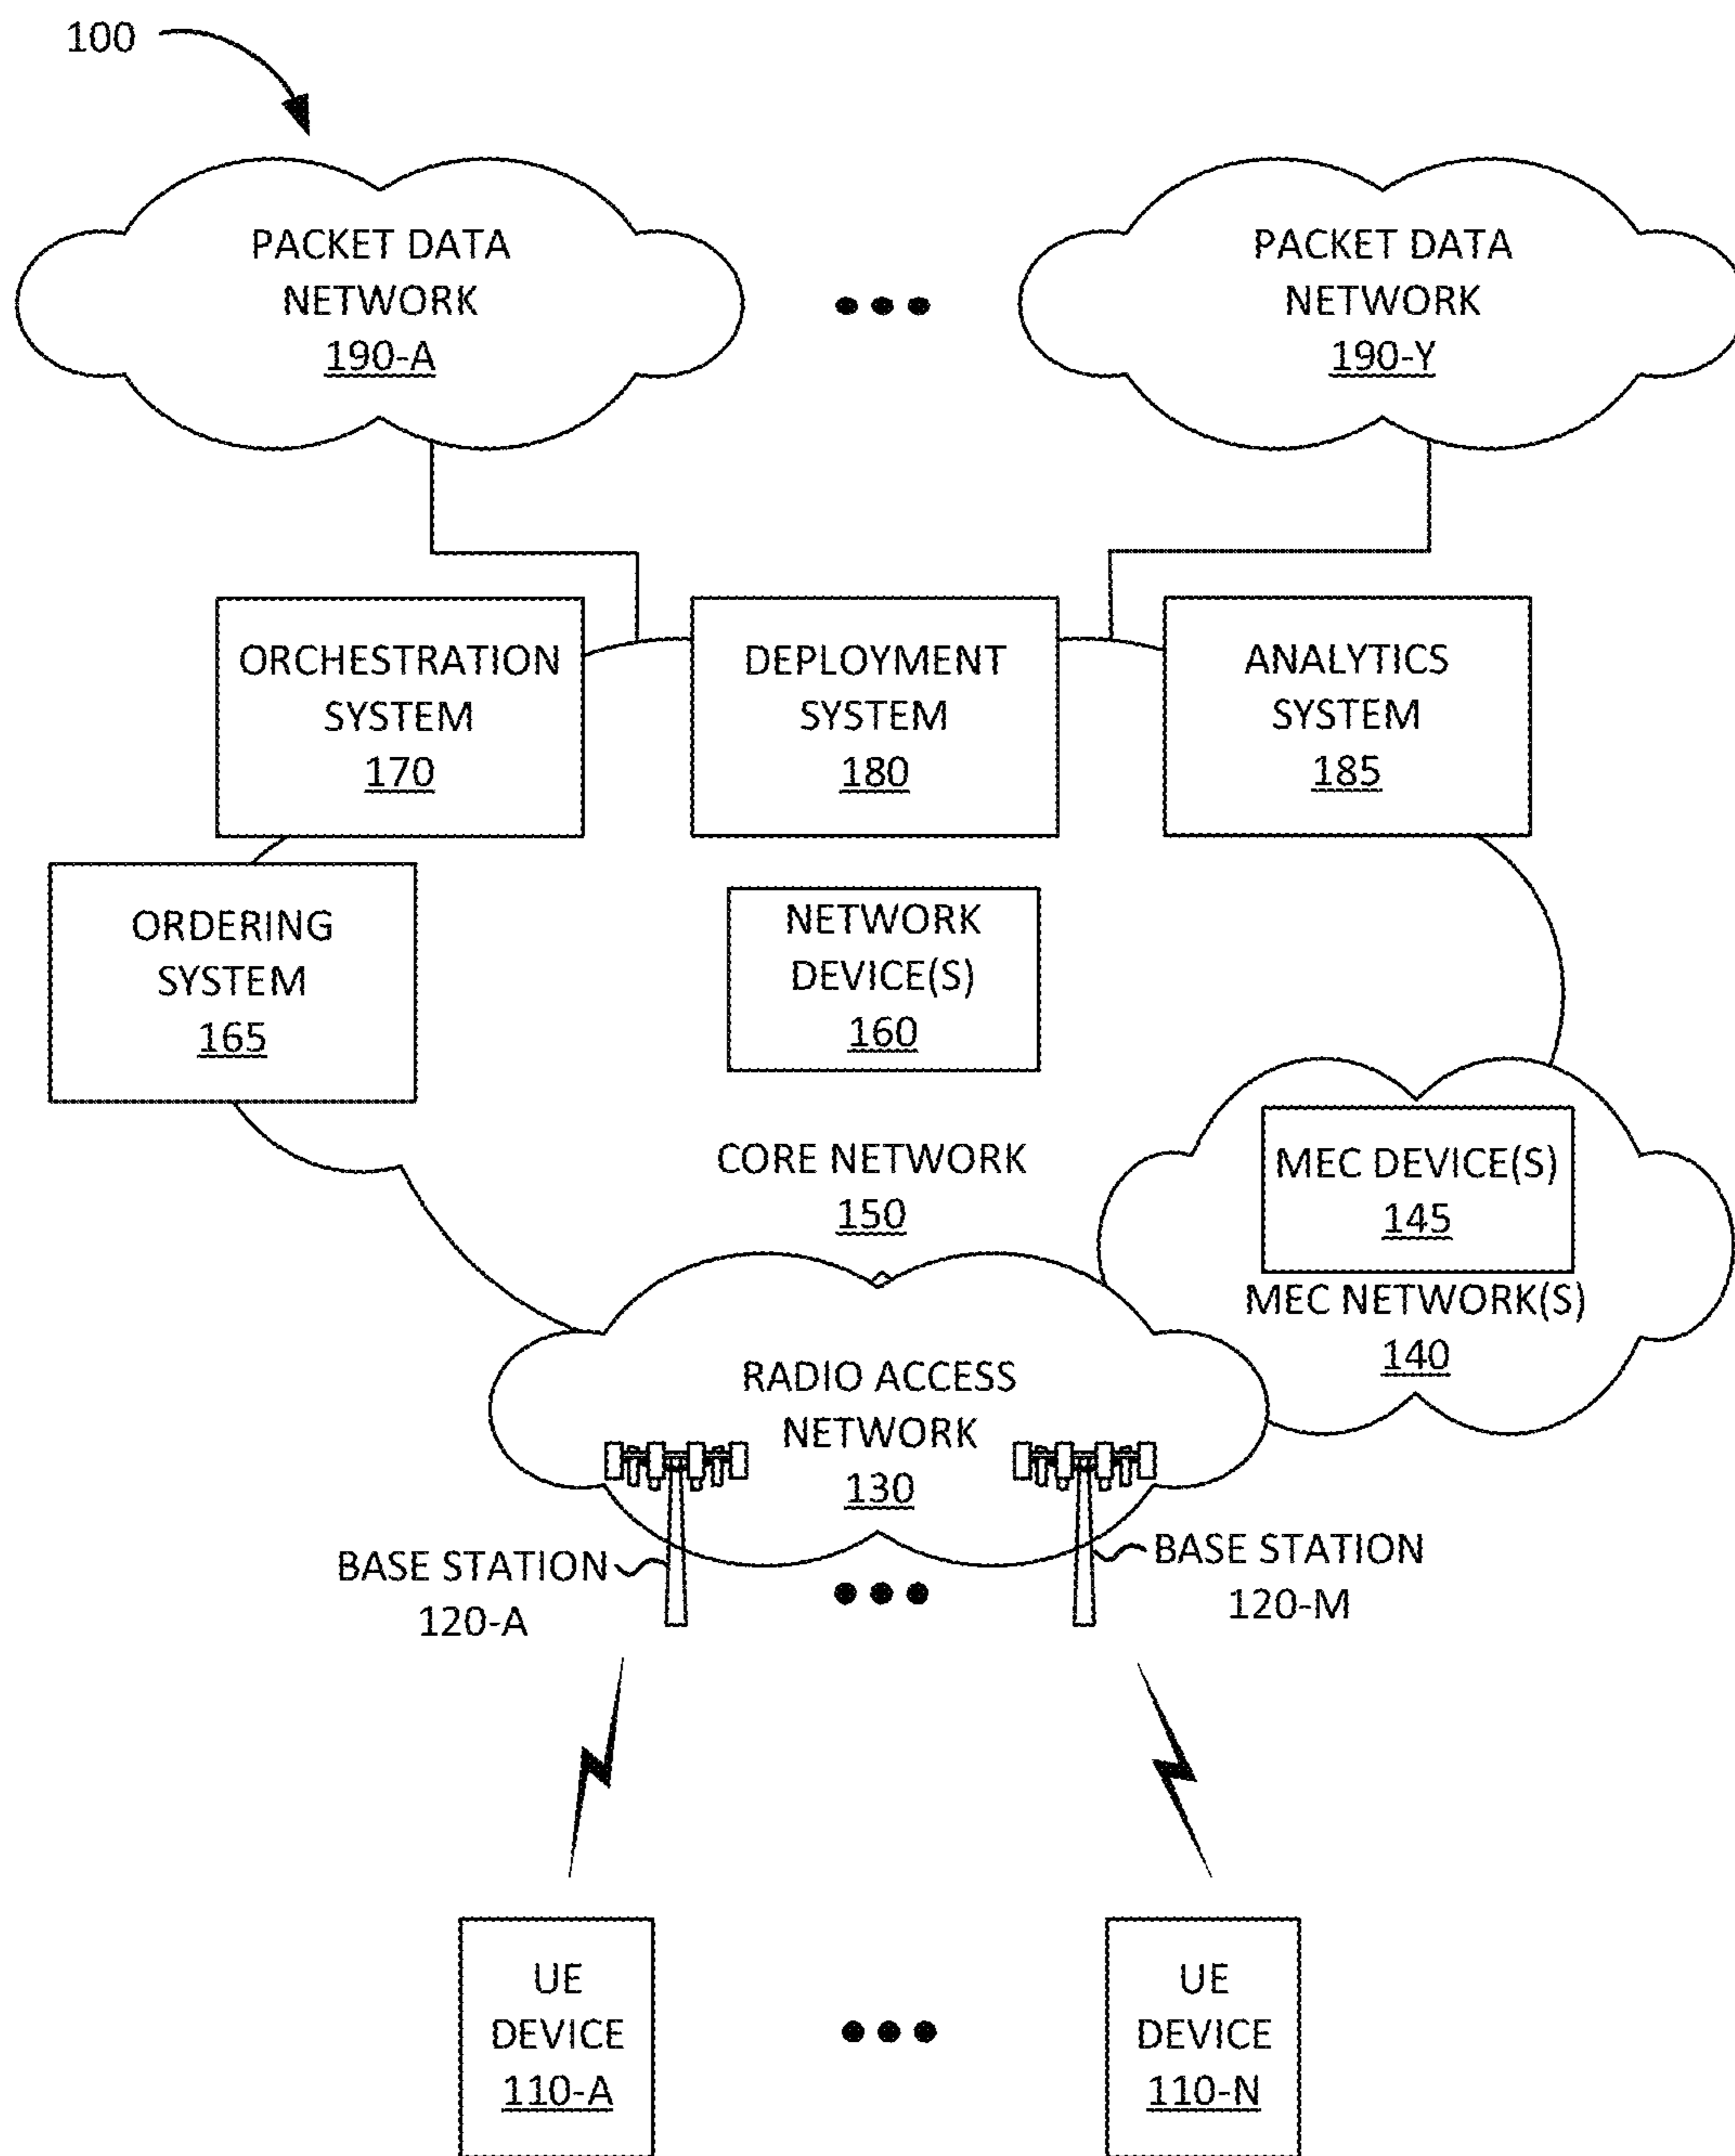 100
PACKET DATA
NETWORK
190-A
PACKET DATA
NETWORK
190-Y
ORCHESTRATION
SYSTEM
170
DEPLOYMENT
SYSTEM
180
ANALYTICS
SYSTEM
185
ORDERING
SYSTEM
165
NETWORK
DEVICE(S)
160
CORE NETWORK
150
MEC DEVICE(S)
145
MEC NETWORK(S)
140
RADIO ACCESS
NETWORK
130
BASE STATION
120-A
BASE STATION
120-M
UE
DEVICE
110-A
UE
DEVICE
110-N